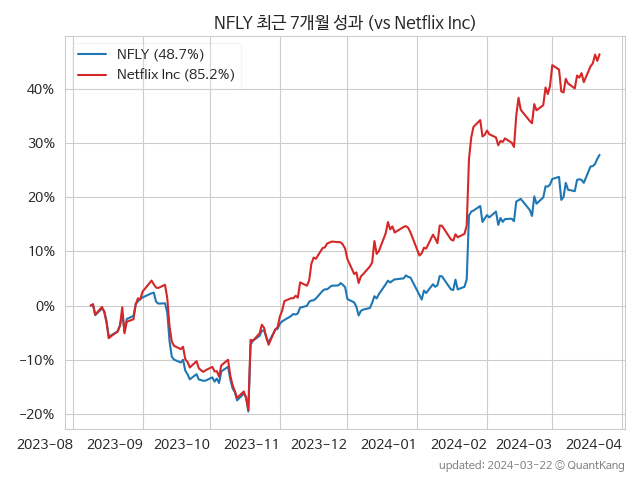 NFLY 최근 7개월 성과 (vs Netflix Inc)
NFLY (48.7%)
Netflix Inc (85.2%)
40%
30%
20%
10%
0%
−10%
−20%
2023−08 2023−09 2023−10 2023−11 2023−12 2024−01 2024−02 2024−03 2024−04
updated: 2024-03-22 © QuantKang